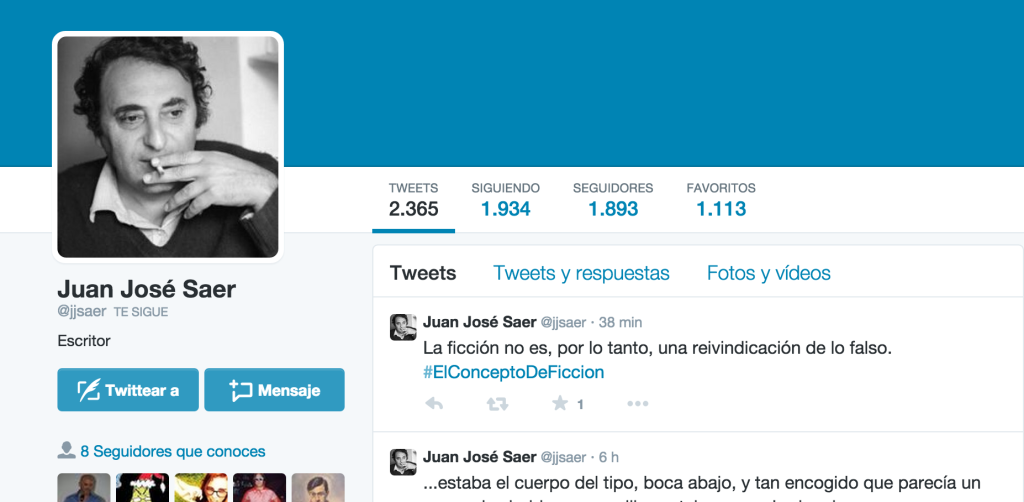 TWEETS SIGUIENDO SEGUIDORES FAVORITOS
2.365 1.934 1.893 1.113
Juan José Saer
@jjsaer TE SIGUE
Escritor
Twittear a Mensaje
8 Seguidores que conoces
Tweets Tweets y respuestas Fotos y vídeos
Juan José Saer @jjsaer · 38 min
La ficción no es, por lo tanto, una reivindicación de lo falso.
#ElConceptoDeFiccion
1
Juan José Saer @jjsaer · 6 h
...estaba el cuerpo del tipo, boca abajo, y tan encogido que parecía un